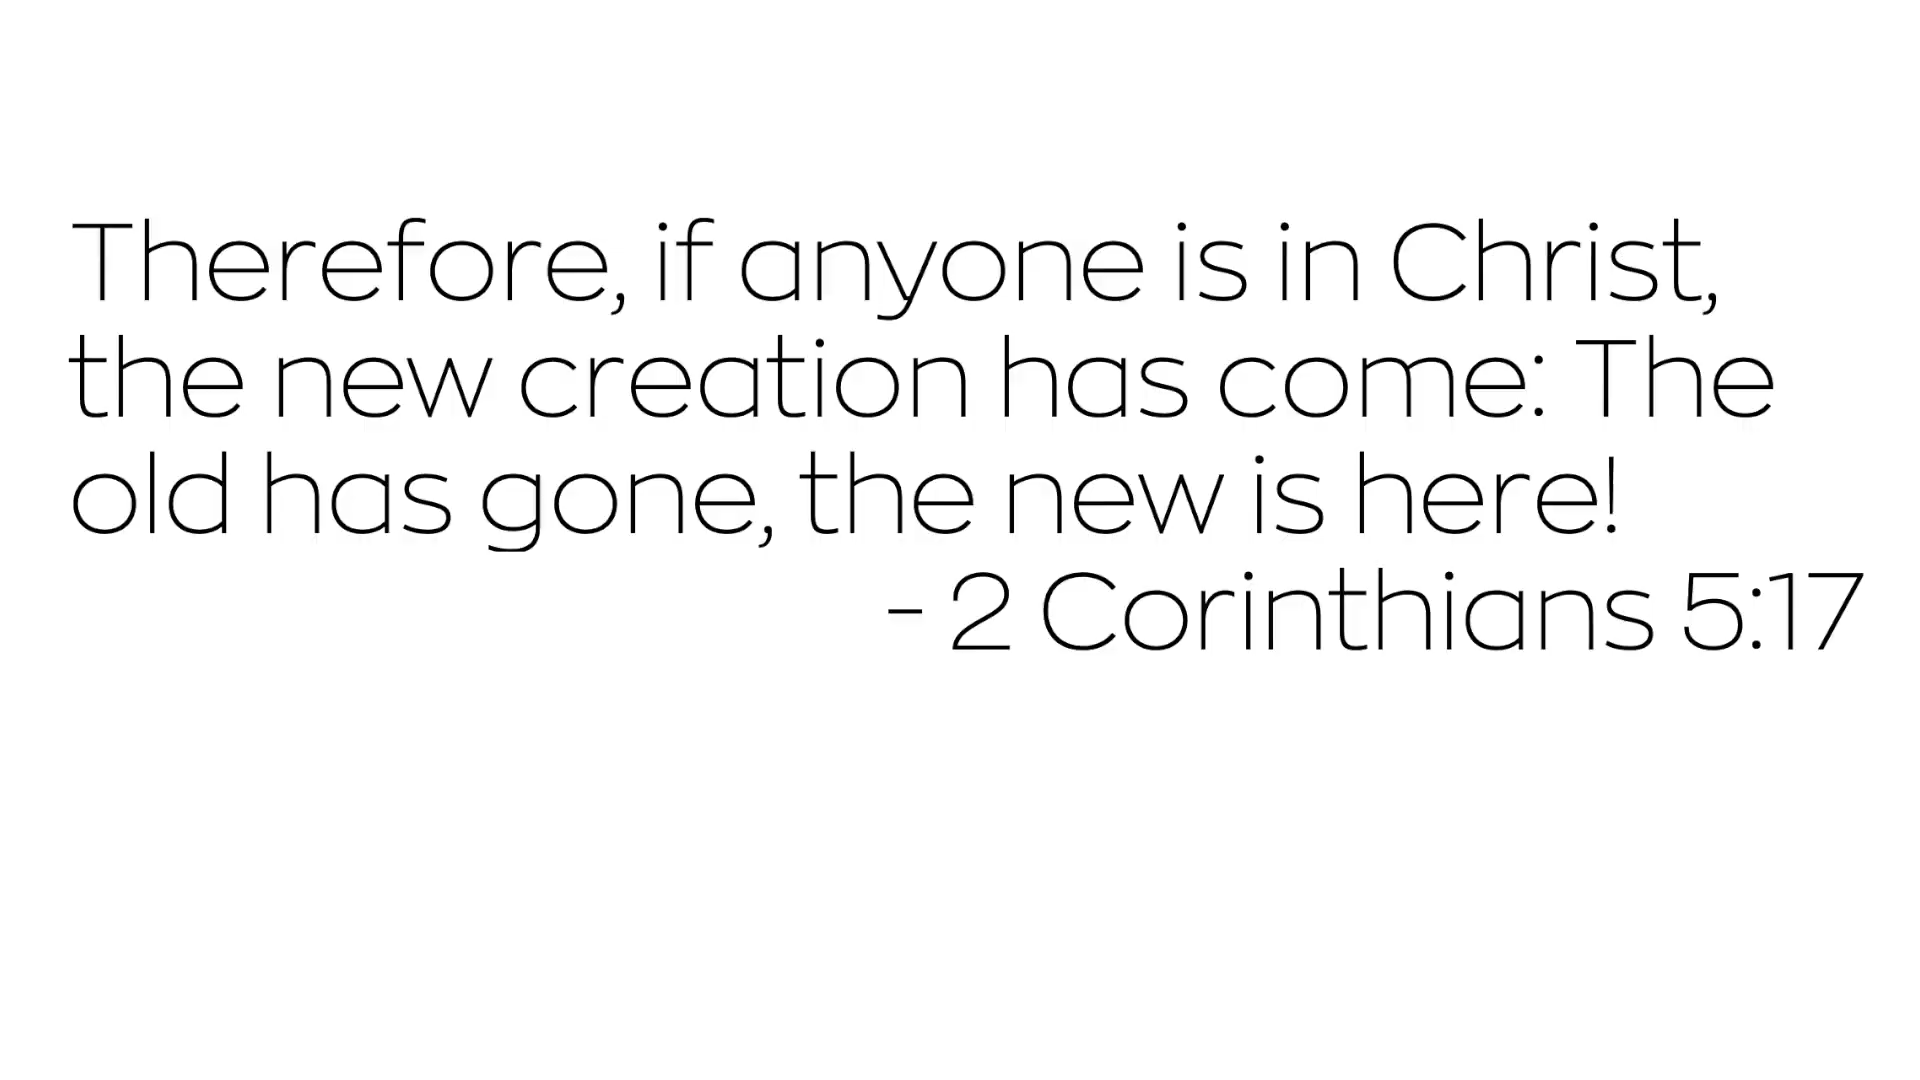 Therefore, if anyone is in Christ,
the new creation has come: The
old has gone, the new is here!
- 2 Corinthians 5:17